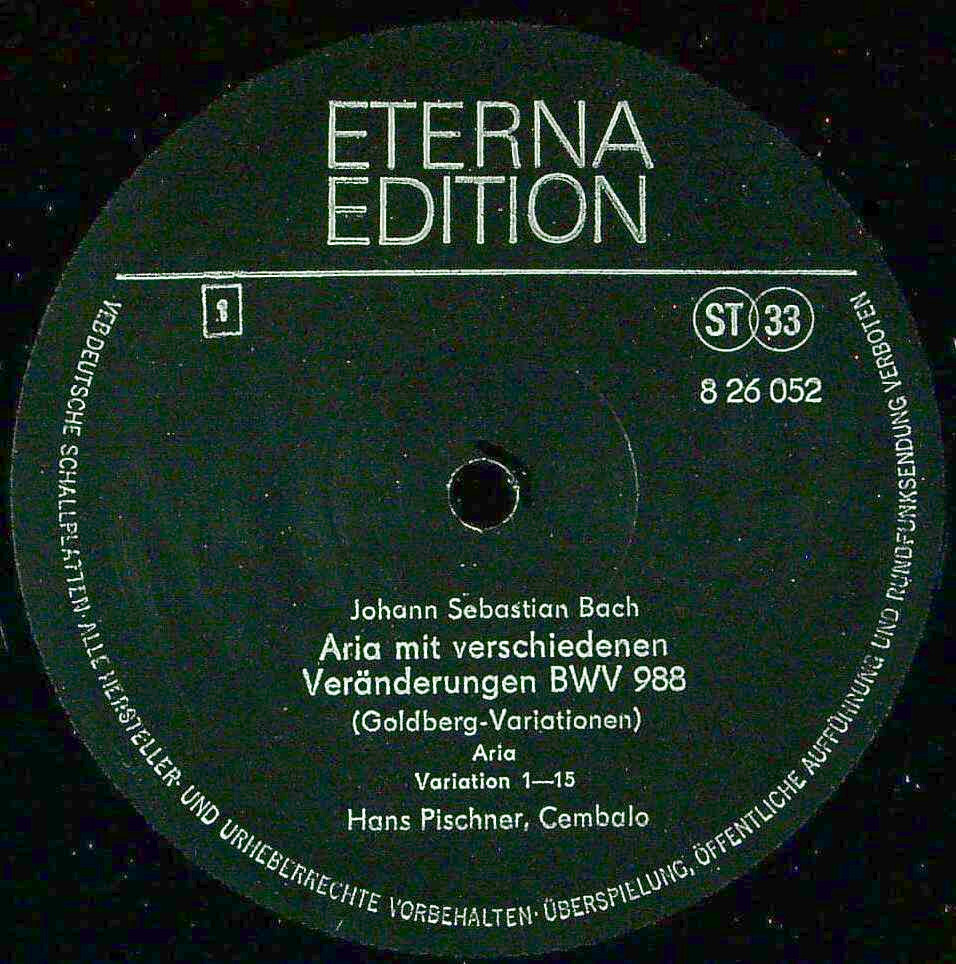 ETERNA
EDITION
1
ST 33
8 26 052
Johann Sebastian Bach
Aria mit verschiedenen
Veränderungen BWV 988
(Goldberg-Variationen)
Aria
Variation 1—15
Hans Pischner, Cembalo
VEB DEUTSCHE SCHALLPLATTEN · ALLE HERSTELLER- UND URHEBERRECHTE VORBEHALTEN · ÜBERSPIELUNG, ÖFFENTLICHE AUFFÜHRUNG UND RUNDFUNKSENDUNG VERBOTEN